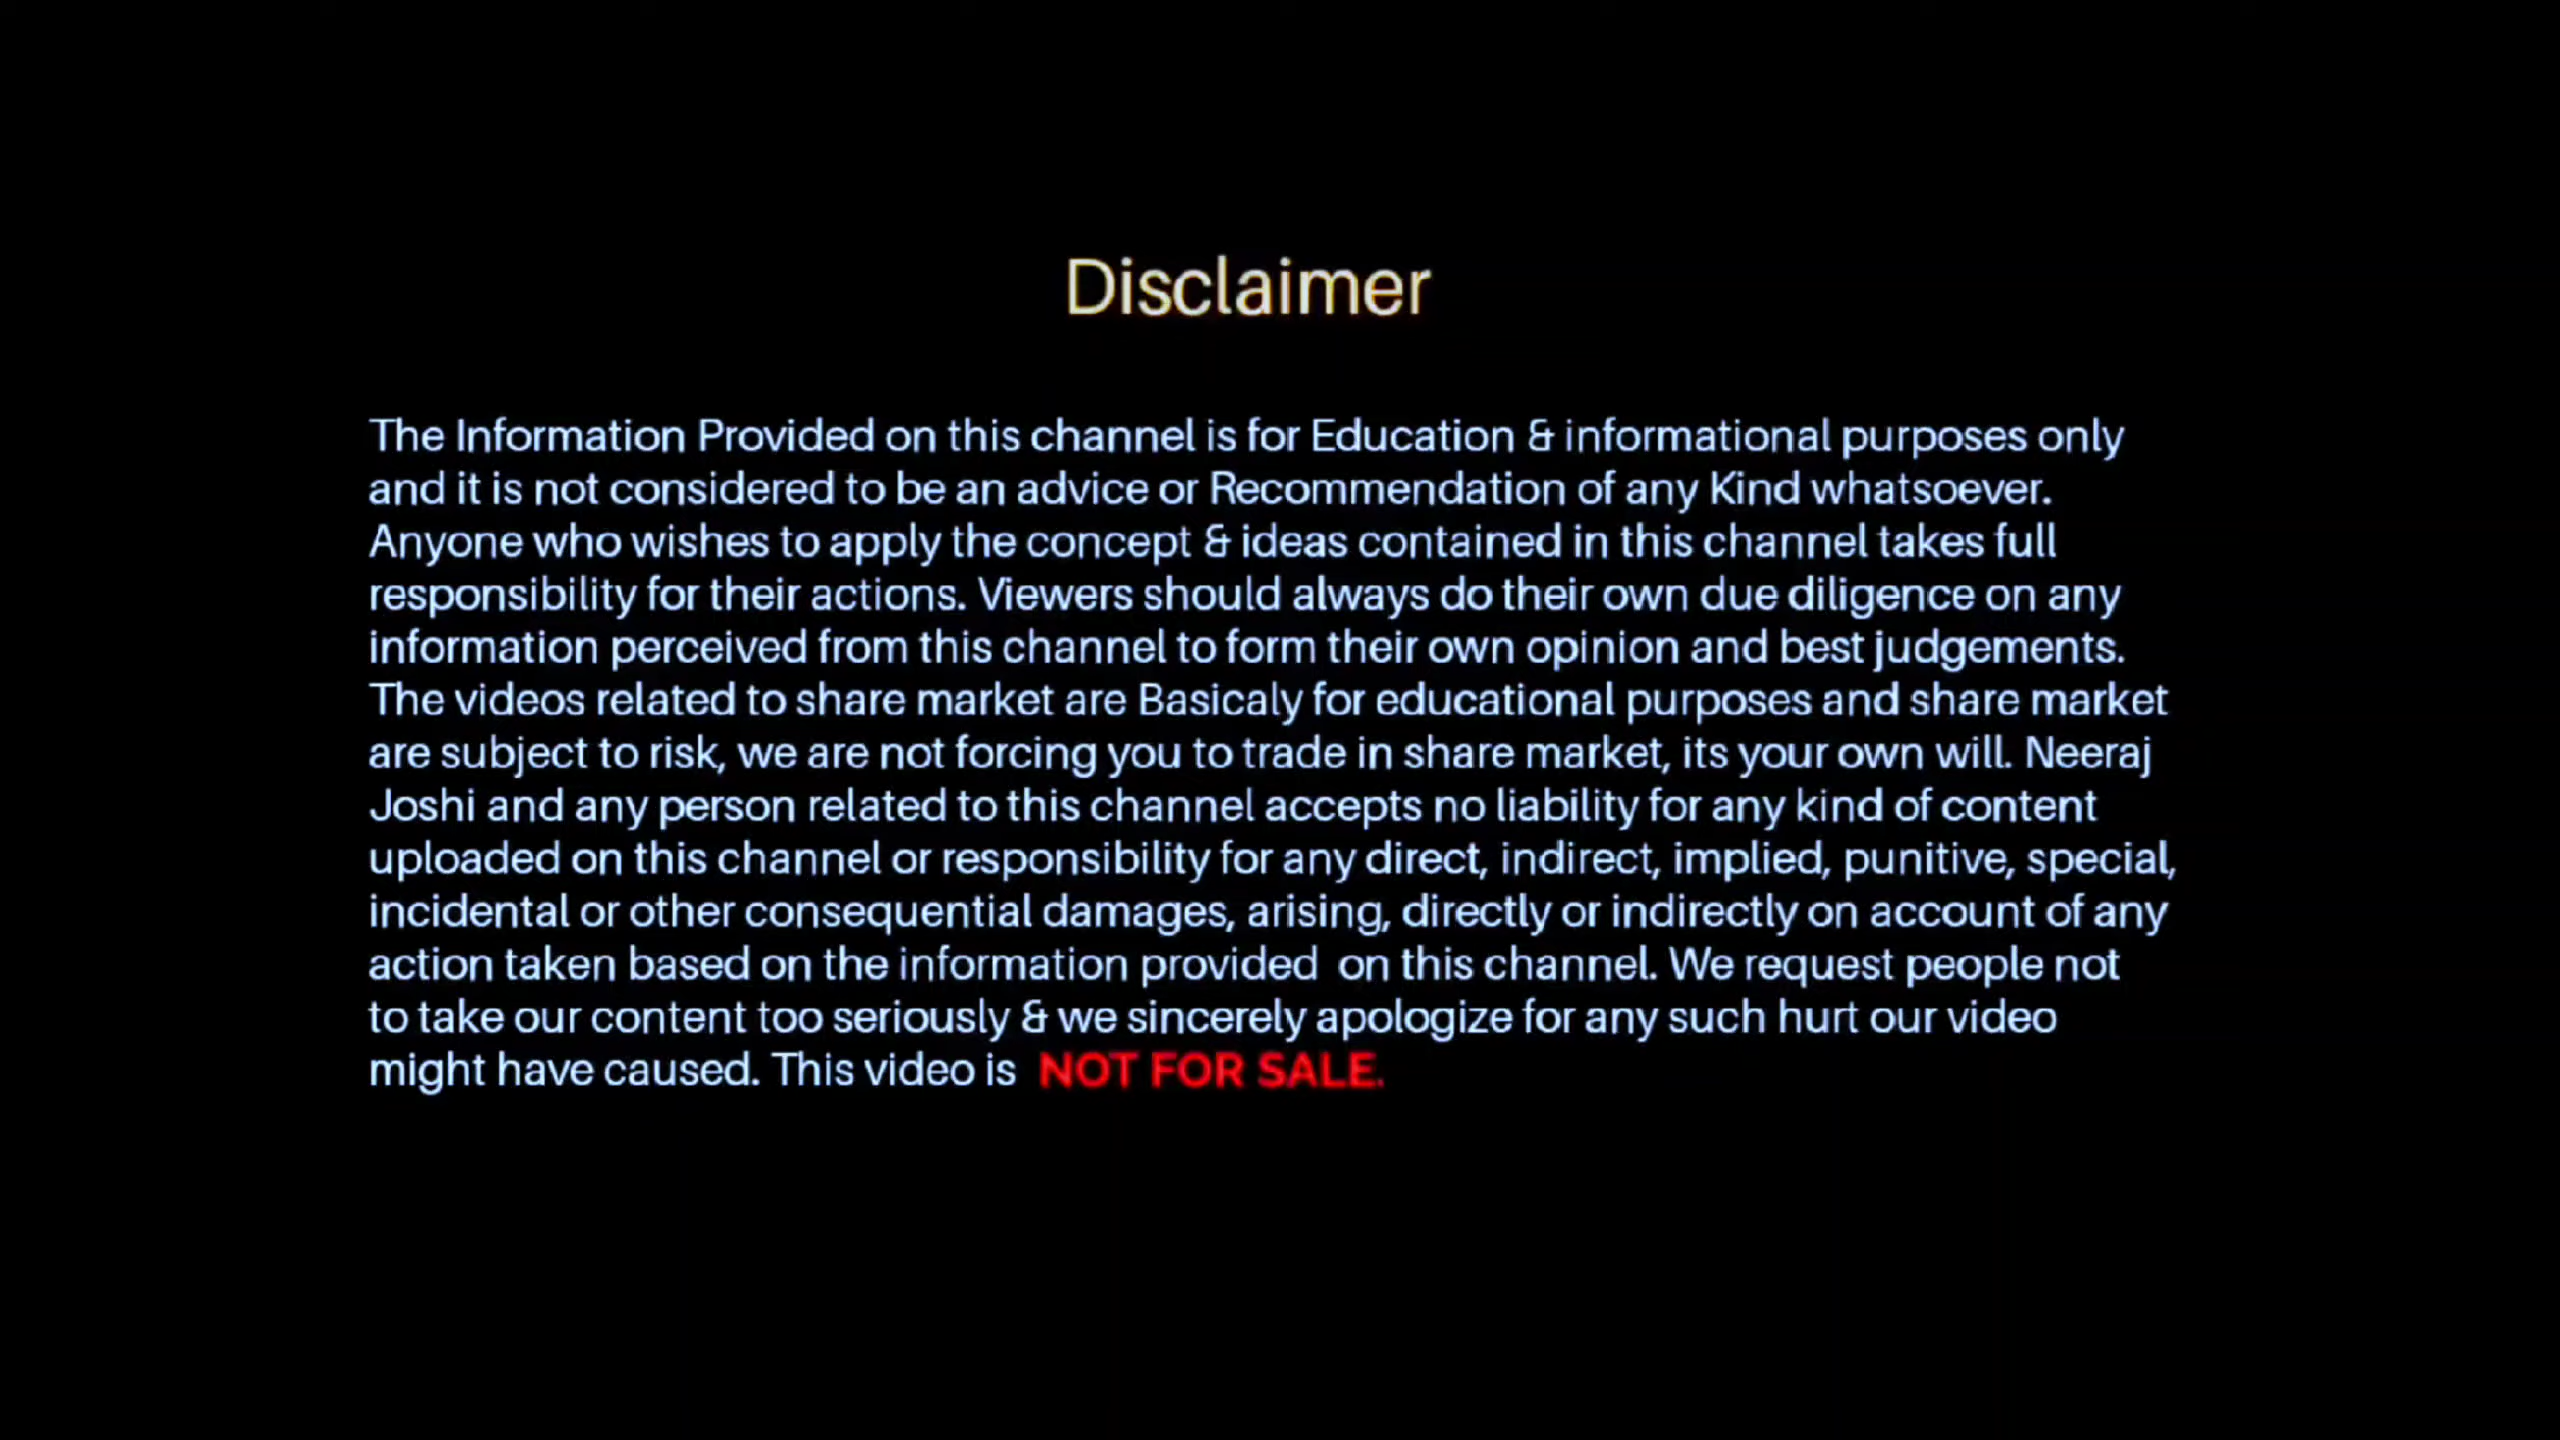 Disclaimer
The Information Provided on this channel is for Education & informational purposes only
and it is not considered to be an advice or Recommendation of any Kind whatsoever.
Anyone who wishes to apply the concept & ideas contained in this channel takes full
responsibility for their actions. Viewers should always do their own due diligence on any
information perceived from this channel to form their own opinion and best judgements.
The videos related to share market are Basicaly for educational purposes and share market
are subject to risk, we are not forcing you to trade in share market, its your own will. Neeraj
Joshi and any person related to this channel accepts no liability for any kind of content
uploaded on this channel or responsibility for any direct, indirect, implied, punitive, special,
incidental or other consequential damages, arising, directly or indirectly on account of any
action taken based on the information provided  on this channel. We request people not
to take our content too seriously & we sincerely apologize for any such hurt our video
might have caused. This video is  NOT FOR SALE.